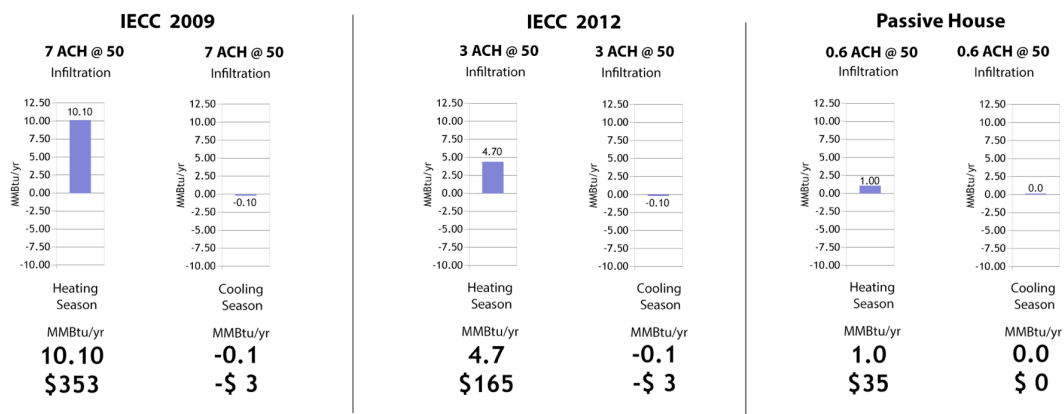 IECC 2009
7 ACH @ 50
Infiltration
12.50
10.00
7.50
5.00
2.50
0.00
-2.50
-5.00
-7.50
-10.00
MMBtu/yr
10.10
Heating
Season
MMBtu/yr
10.10
$353
7 ACH @ 50
Infiltration
12.50
10.00
7.50
5.00
2.50
0.00
-2.50
-5.00
-7.50
-10.00
MMBtu/yr
-0.10
Cooling
Season
MMBtu/yr
-0.1
-$ 3
IECC 2012
3 ACH @ 50
Infiltration
12.50
10.00
7.50
5.00
2.50
0.00
-2.50
-5.00
-7.50
-10.00
MMBtu/yr
4.70
Heating
Season
MMBtu/yr
4.7
$165
3 ACH @ 50
Infiltration
12.50
10.00
7.50
5.00
2.50
0.00
-2.50
-5.00
-7.50
-10.00
MMBtu/yr
-0.10
Cooling
Season
MMBtu/yr
-0.1
-$ 3
Passive House
0.6 ACH @ 50
Infiltration
12.50
10.00
7.50
5.00
2.50
0.00
-2.50
-5.00
-7.50
-10.00
MMBtu/yr
1.00
Heating
Season
MMBtu/yr
1.0
$35
0.6 ACH @ 50
Infiltration
12.50
10.00
7.50
5.00
2.50
0.00
-2.50
-5.00
-7.50
-10.00
MMBtu/yr
0.0
Cooling
Season
MMBtu/yr
0.0
$ 0